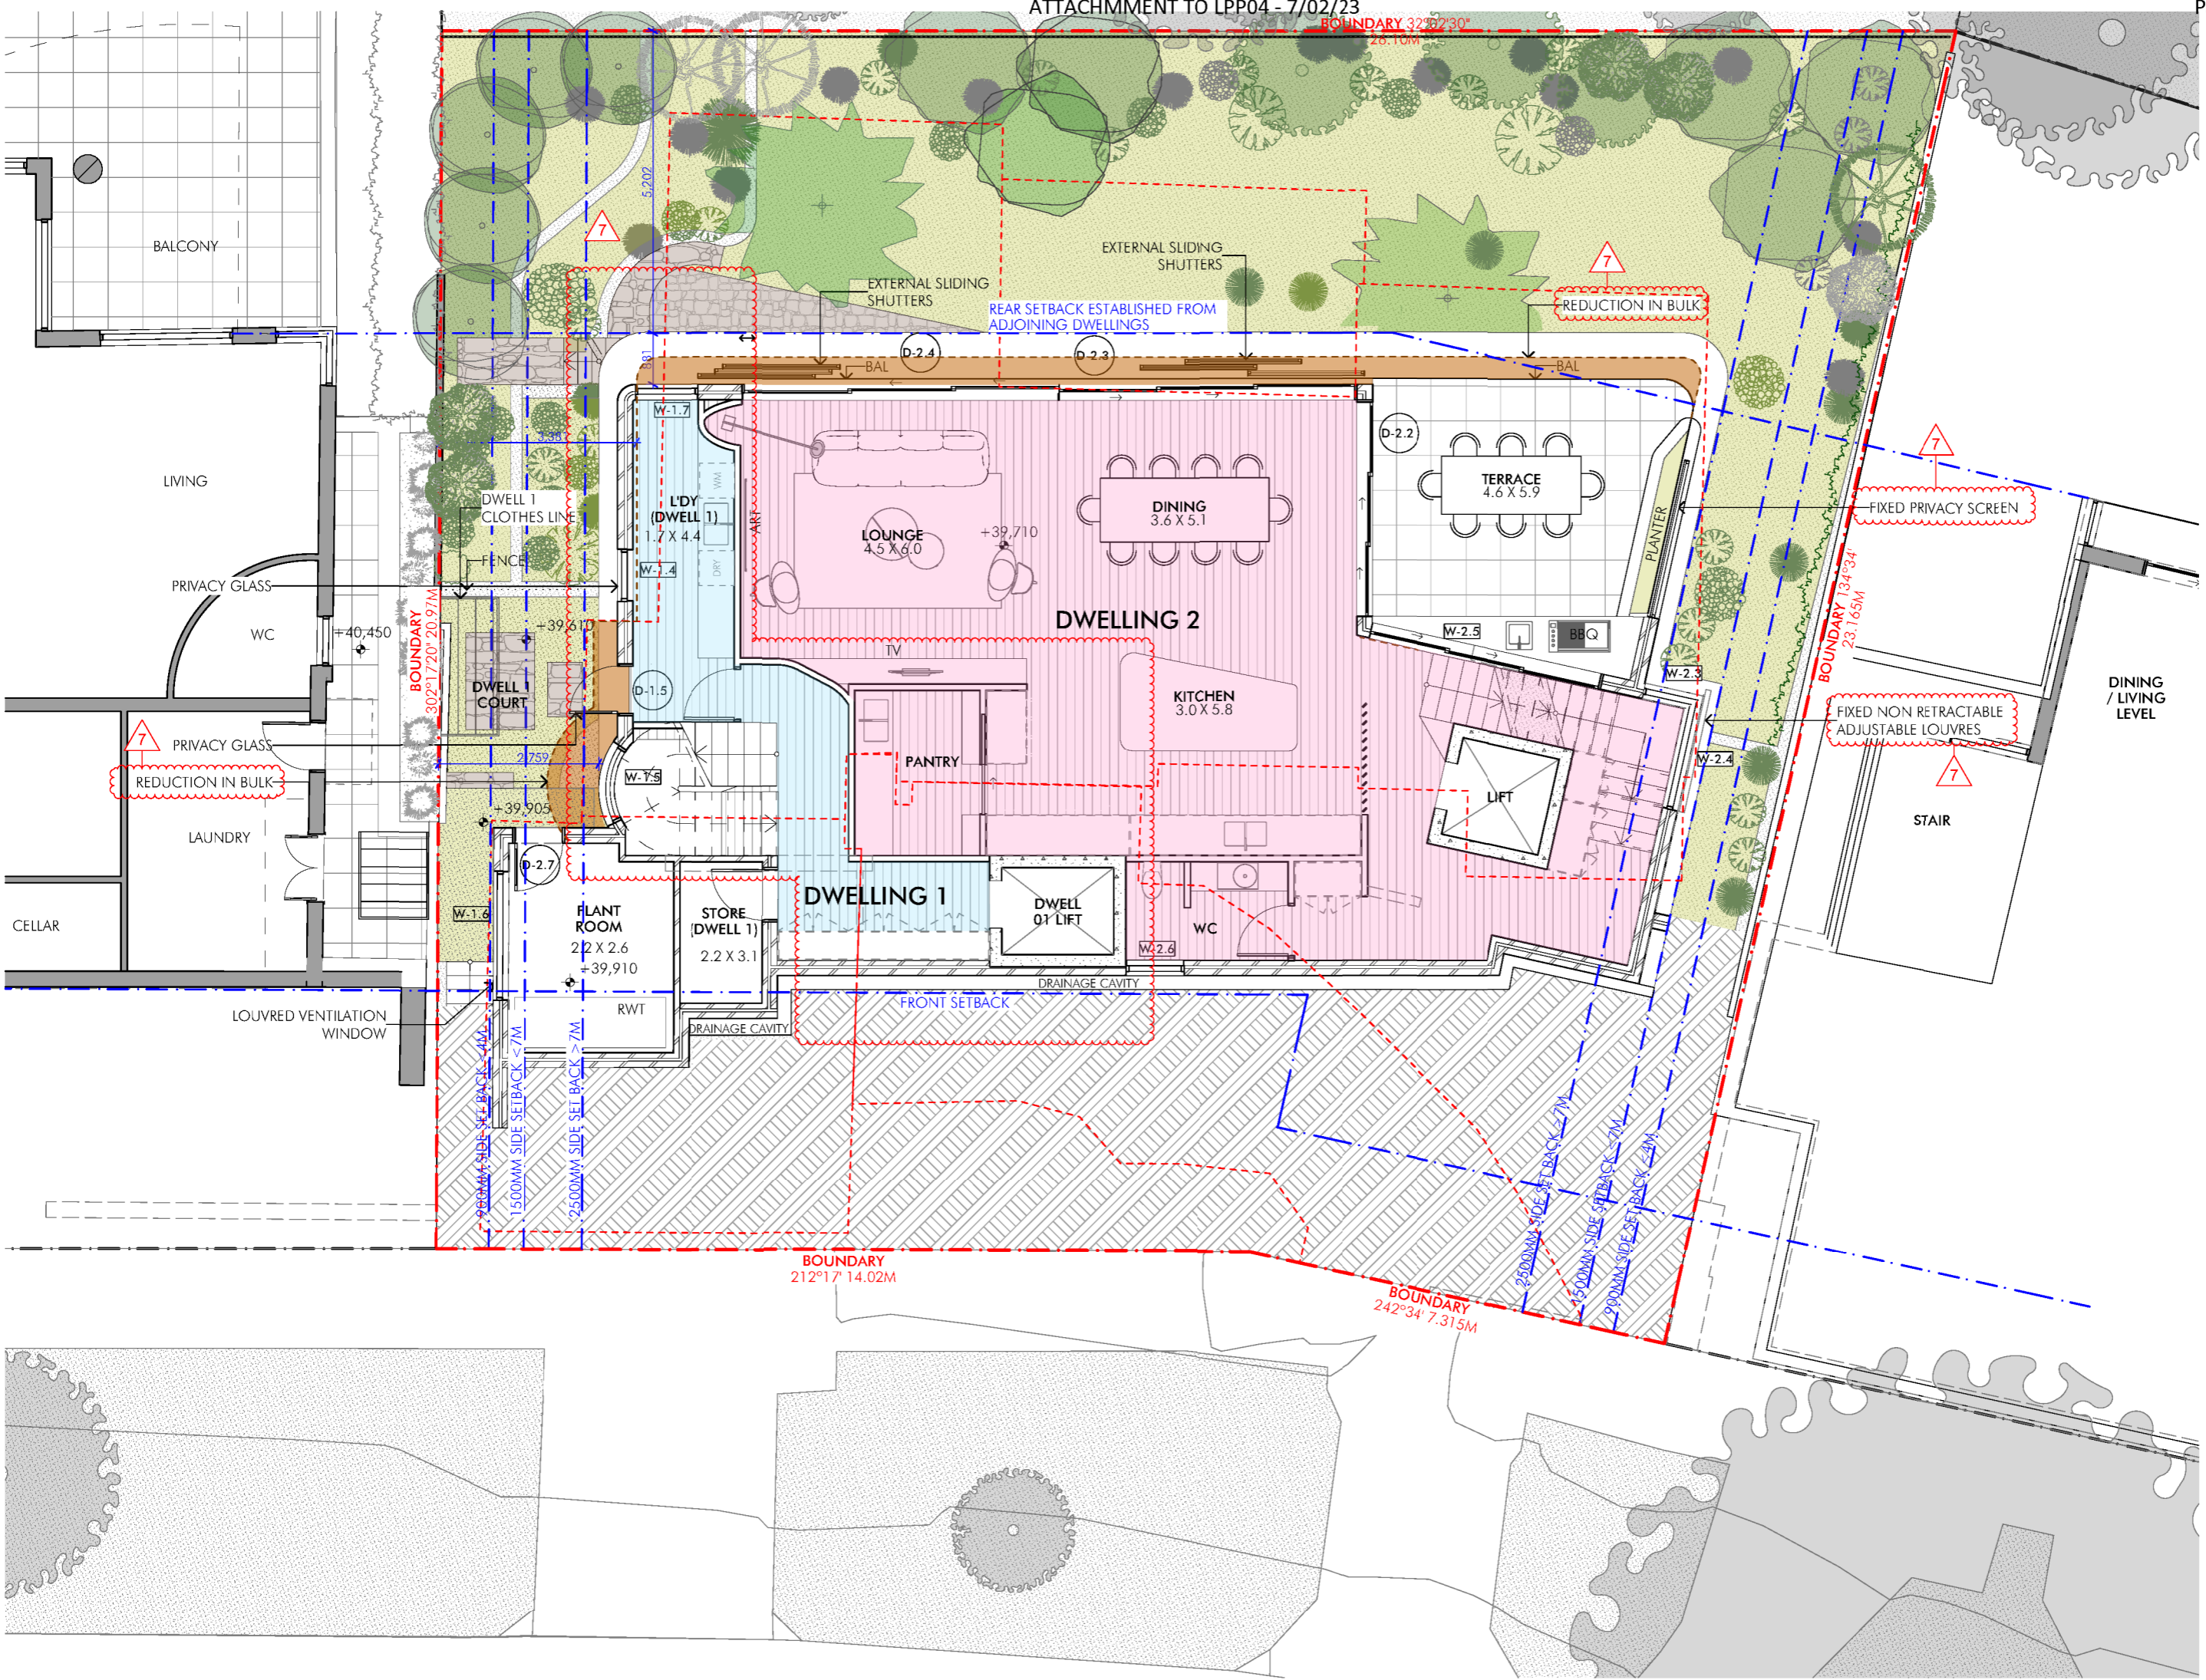 ATTACHMMENT TO LPP04 - 7/02/23
P
BOUNDARY 32°02'30"
26.10M
5,202
7
BALCONY
EXTERNAL SLIDING
SHUTTERS
EXTERNAL SLIDING
SHUTTERS
7
REDUCTION IN BULK
REAR SETBACK ESTABLISHED FROM
ADJOINING DWELLINGS
881
D-2.4
D-2.3
BAL
BAL
W-1.7
D-2.2
3,387
LIVING
DWELL 1
CLOTHES LINE
FENCE
PRIVACY GLASS
WC
+40,450
BOUNDARY
302°17'20" 20.97M
+39,610
L'DY
(DWELL 1)
1.7 X 4.4
WM
DRY
W-1.4
ART
LOUNGE
4.5 X 6.0
+39,710
DINING
3.6 X 5.1
TERRACE
4.6 X 5.9
PLANTER
7
FIXED PRIVACY SCREEN
DWELLING 2
W-2.5
BBQ
BOUNDARY 134°34'
23.165M
TV
DWELL 1
COURT
D-1.5
KITCHEN
3.0 X 5.8
W-2.3
DINING
/ LIVING
LEVEL
FIXED NON RETRACTABLE
ADJUSTABLE LOUVRES
7
7
PRIVACY GLASS
REDUCTION IN BULK
2,759
W-1.5
PANTRY
LIFT
W-2.4
STAIR
+39,905
LAUNDRY
D-2.7
CELLAR
W-1.6
PLANT
ROOM
2.2 X 2.6
+39,910
STORE
(DWELL 1)
2.2 X 3.1
DWELLING 1
DWELL
01 LIFT
WC
W-2.6
DRAINAGE CAVITY
FRONT SETBACK
LOUVRED VENTILATION
WINDOW
RWT
DRAINAGE CAVITY
900MM SIDE SET BACK <4M
1500MM SIDE SETBACK <7M
2500MM SIDE SET BACK >7M
2500MM SIDE SET BACK >7M
1500MM SIDE SETBACK <7M
900MM SIDE SET BACK <4M
BOUNDARY
212°17' 14.02M
BOUNDARY
242°34' 7.315M